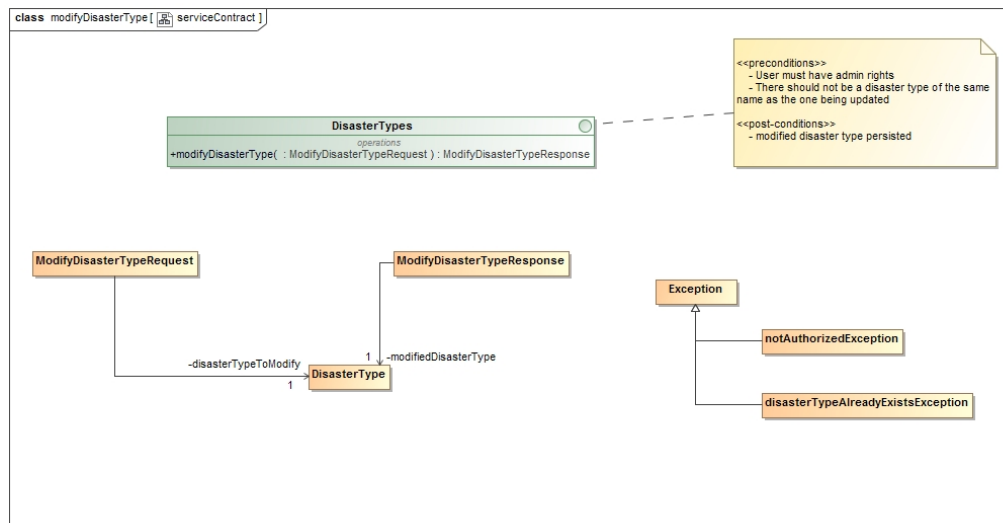 class modifyDisasterType [ serviceContract ]
<<preconditions>>
- User must have admin rights
- There should not be a disaster type of the same
name as the one being updated
<<post-conditions>>
- modified disaster type persisted
DisasterTypes
operations
+modifyDisasterType( : ModifyDisasterTypeRequest ) : ModifyDisasterTypeResponse
ModifyDisasterTypeRequest
ModifyDisasterTypeResponse
Exception
notAuthorizedException
-disasterTypeToModify
1
1
-modifiedDisasterType
DisasterType
disasterTypeAlreadyExistsException